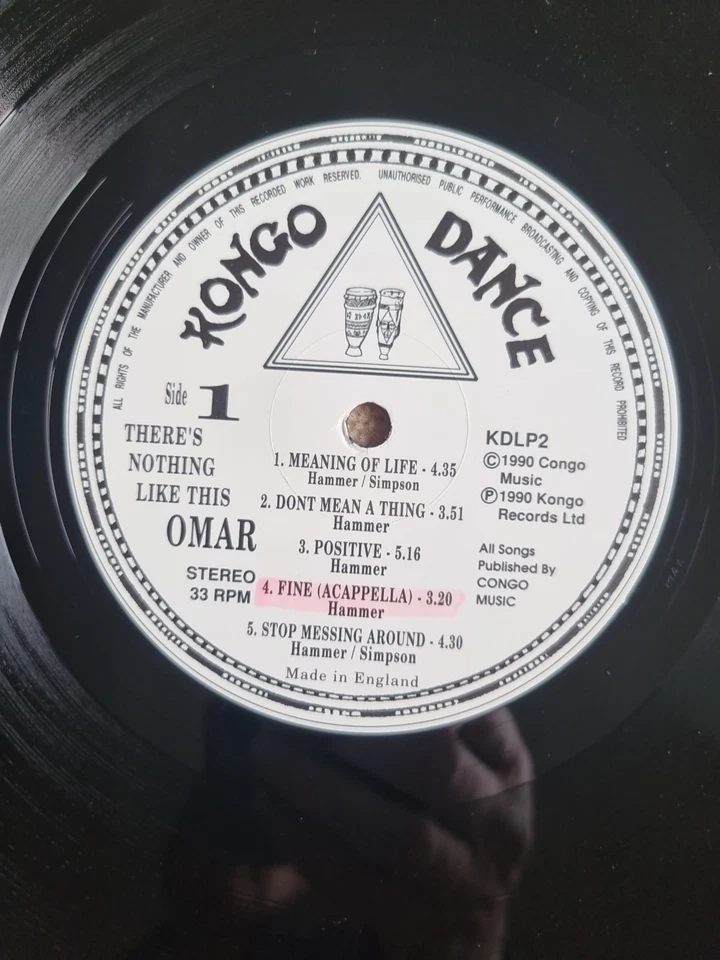 ALL RIGHTS OF THE MANUFACTURER AND OWNER OF THIS RECORDED WORK RESERVED. UNAUTHORISED PUBLIC PERFORMANCE BROADCASTING AND COPYING OF THIS RECORD PROHIBITED
KONGO DANCE
Side 1
THERE'S
NOTHING
LIKE THIS
OMAR
STEREO
33 RPM
1. MEANING OF LIFE - 4.35
Hammer / Simpson
2. DONT MEAN A THING - 3.51
Hammer
3. POSITIVE - 5.16
Hammer
4. FINE (ACAPPELLA) - 3.20
Hammer
5. STOP MESSING AROUND - 4.30
Hammer / Simpson
Made in England
KDLP2
©1990 Congo
Music
℗1990 Kongo
Records Ltd
All Songs
Published By
CONGO
MUSIC